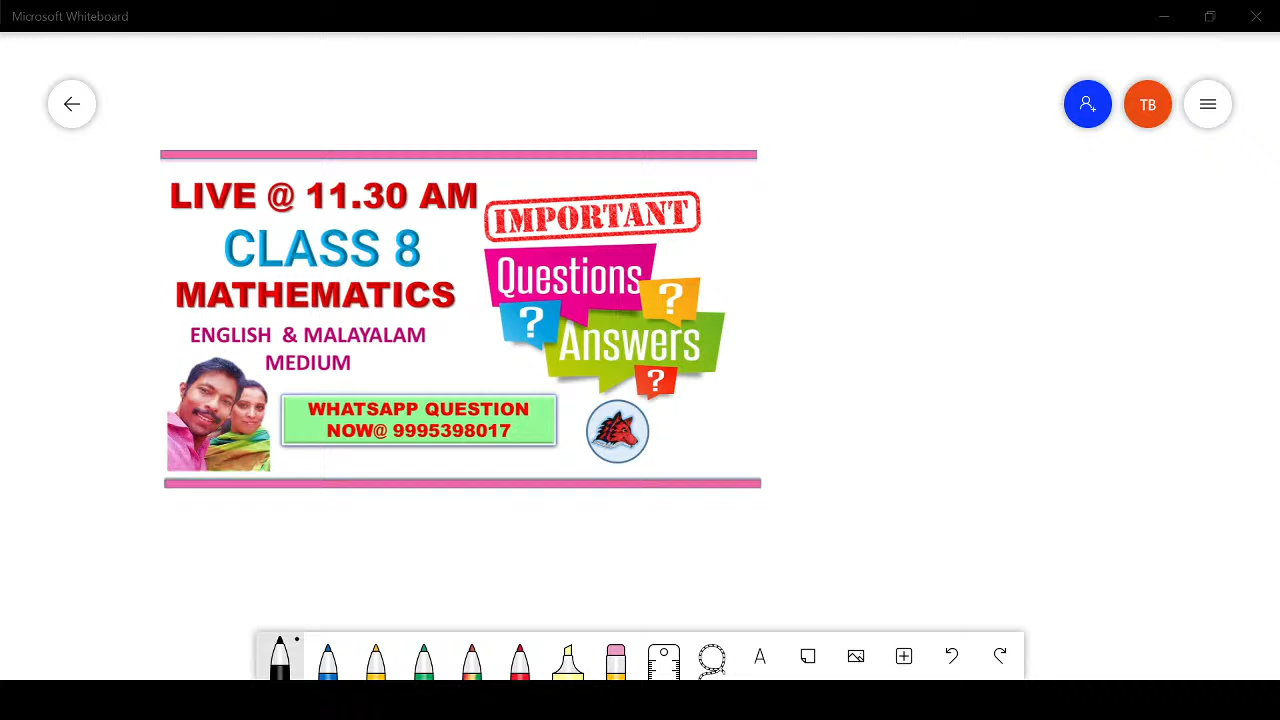 Microsoft Whiteboard
TB
LIVE @ 11.30 AM
CLASS 8
MATHEMATICS
ENGLISH & MALAYALAM
MEDIUM
WHATSAPP QUESTION
NOW@ 9995398017
IMPORTANT
Questions
?
?
Answers
?
A